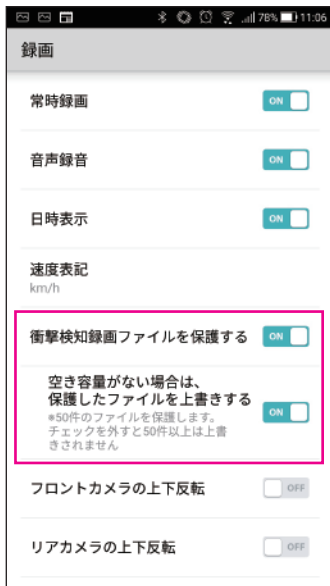 78% 11:06
録画
常時録画 ON
音声録音 ON
日時表示 ON
速度表記
km/h
衝撃検知録画ファイルを保護する ON
空き容量がない場合は、
保護したファイルを上書きする ON
※50件のファイルを保護します。
チェックを外すと50件以上は上書
きされません
フロントカメラの上下反転 OFF
リアカメラの上下反転 OFF